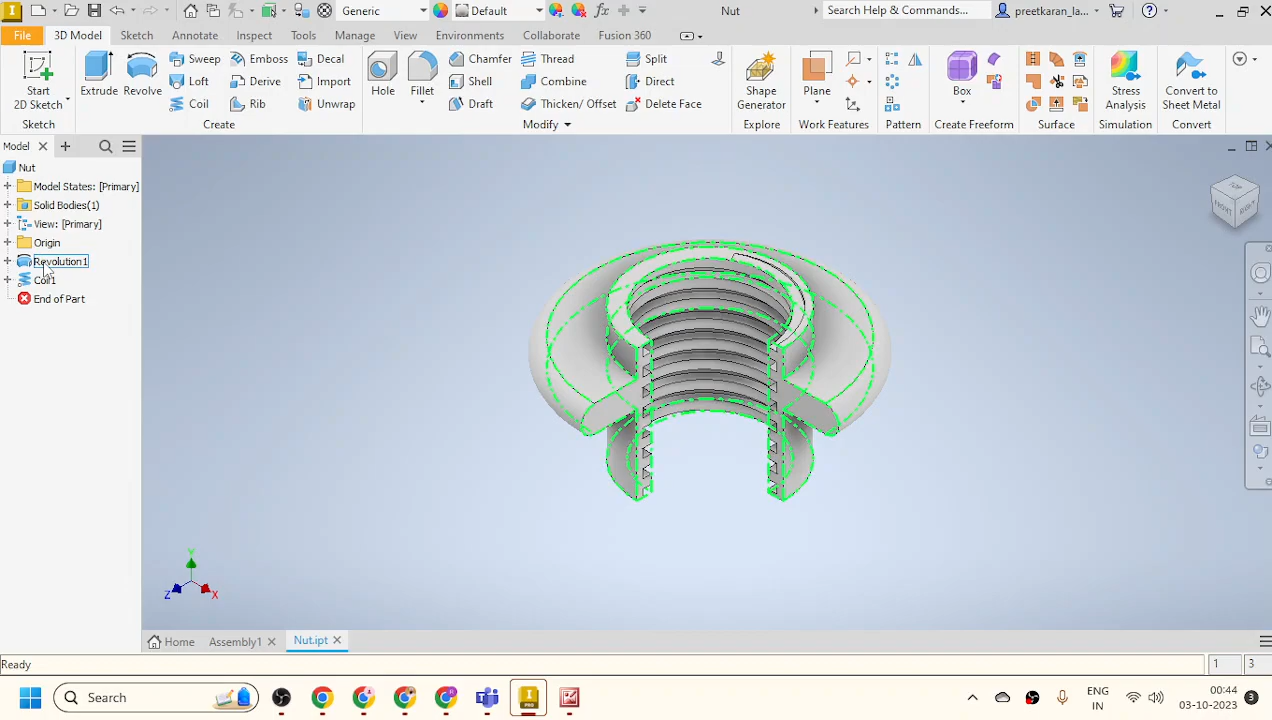 Generic
Default
Nut
Search Help & Commands...
preetkaran_la...
File
3D Model
Sketch
Annotate
Inspect
Tools
Manage
View
Environments
Collaborate
Fusion 360
Start
2D Sketch
Extrude
Revolve
Sweep
Loft
Coil
Emboss
Derive
Rib
Decal
Import
Unwrap
Hole
Fillet
Chamfer
Shell
Draft
Thread
Combine
Thicken/ Offset
Split
Direct
Delete Face
Shape
Generator
Plane
Box
Stress
Analysis
Convert to
Sheet Metal
Sketch
Create
Modify
Explore
Work Features
Pattern
Create Freeform
Surface
Simulation
Convert
Model
Nut
Model States: [Primary]
Solid Bodies(1)
View: [Primary]
Origin
Revolution1
Coil1
End of Part
TOP
FRONT
RIGHT
Y
Z
X
Home
Assembly1
Nut.ipt
Ready
1
3
Search
ENG
IN
00:44
03-10-2023
3